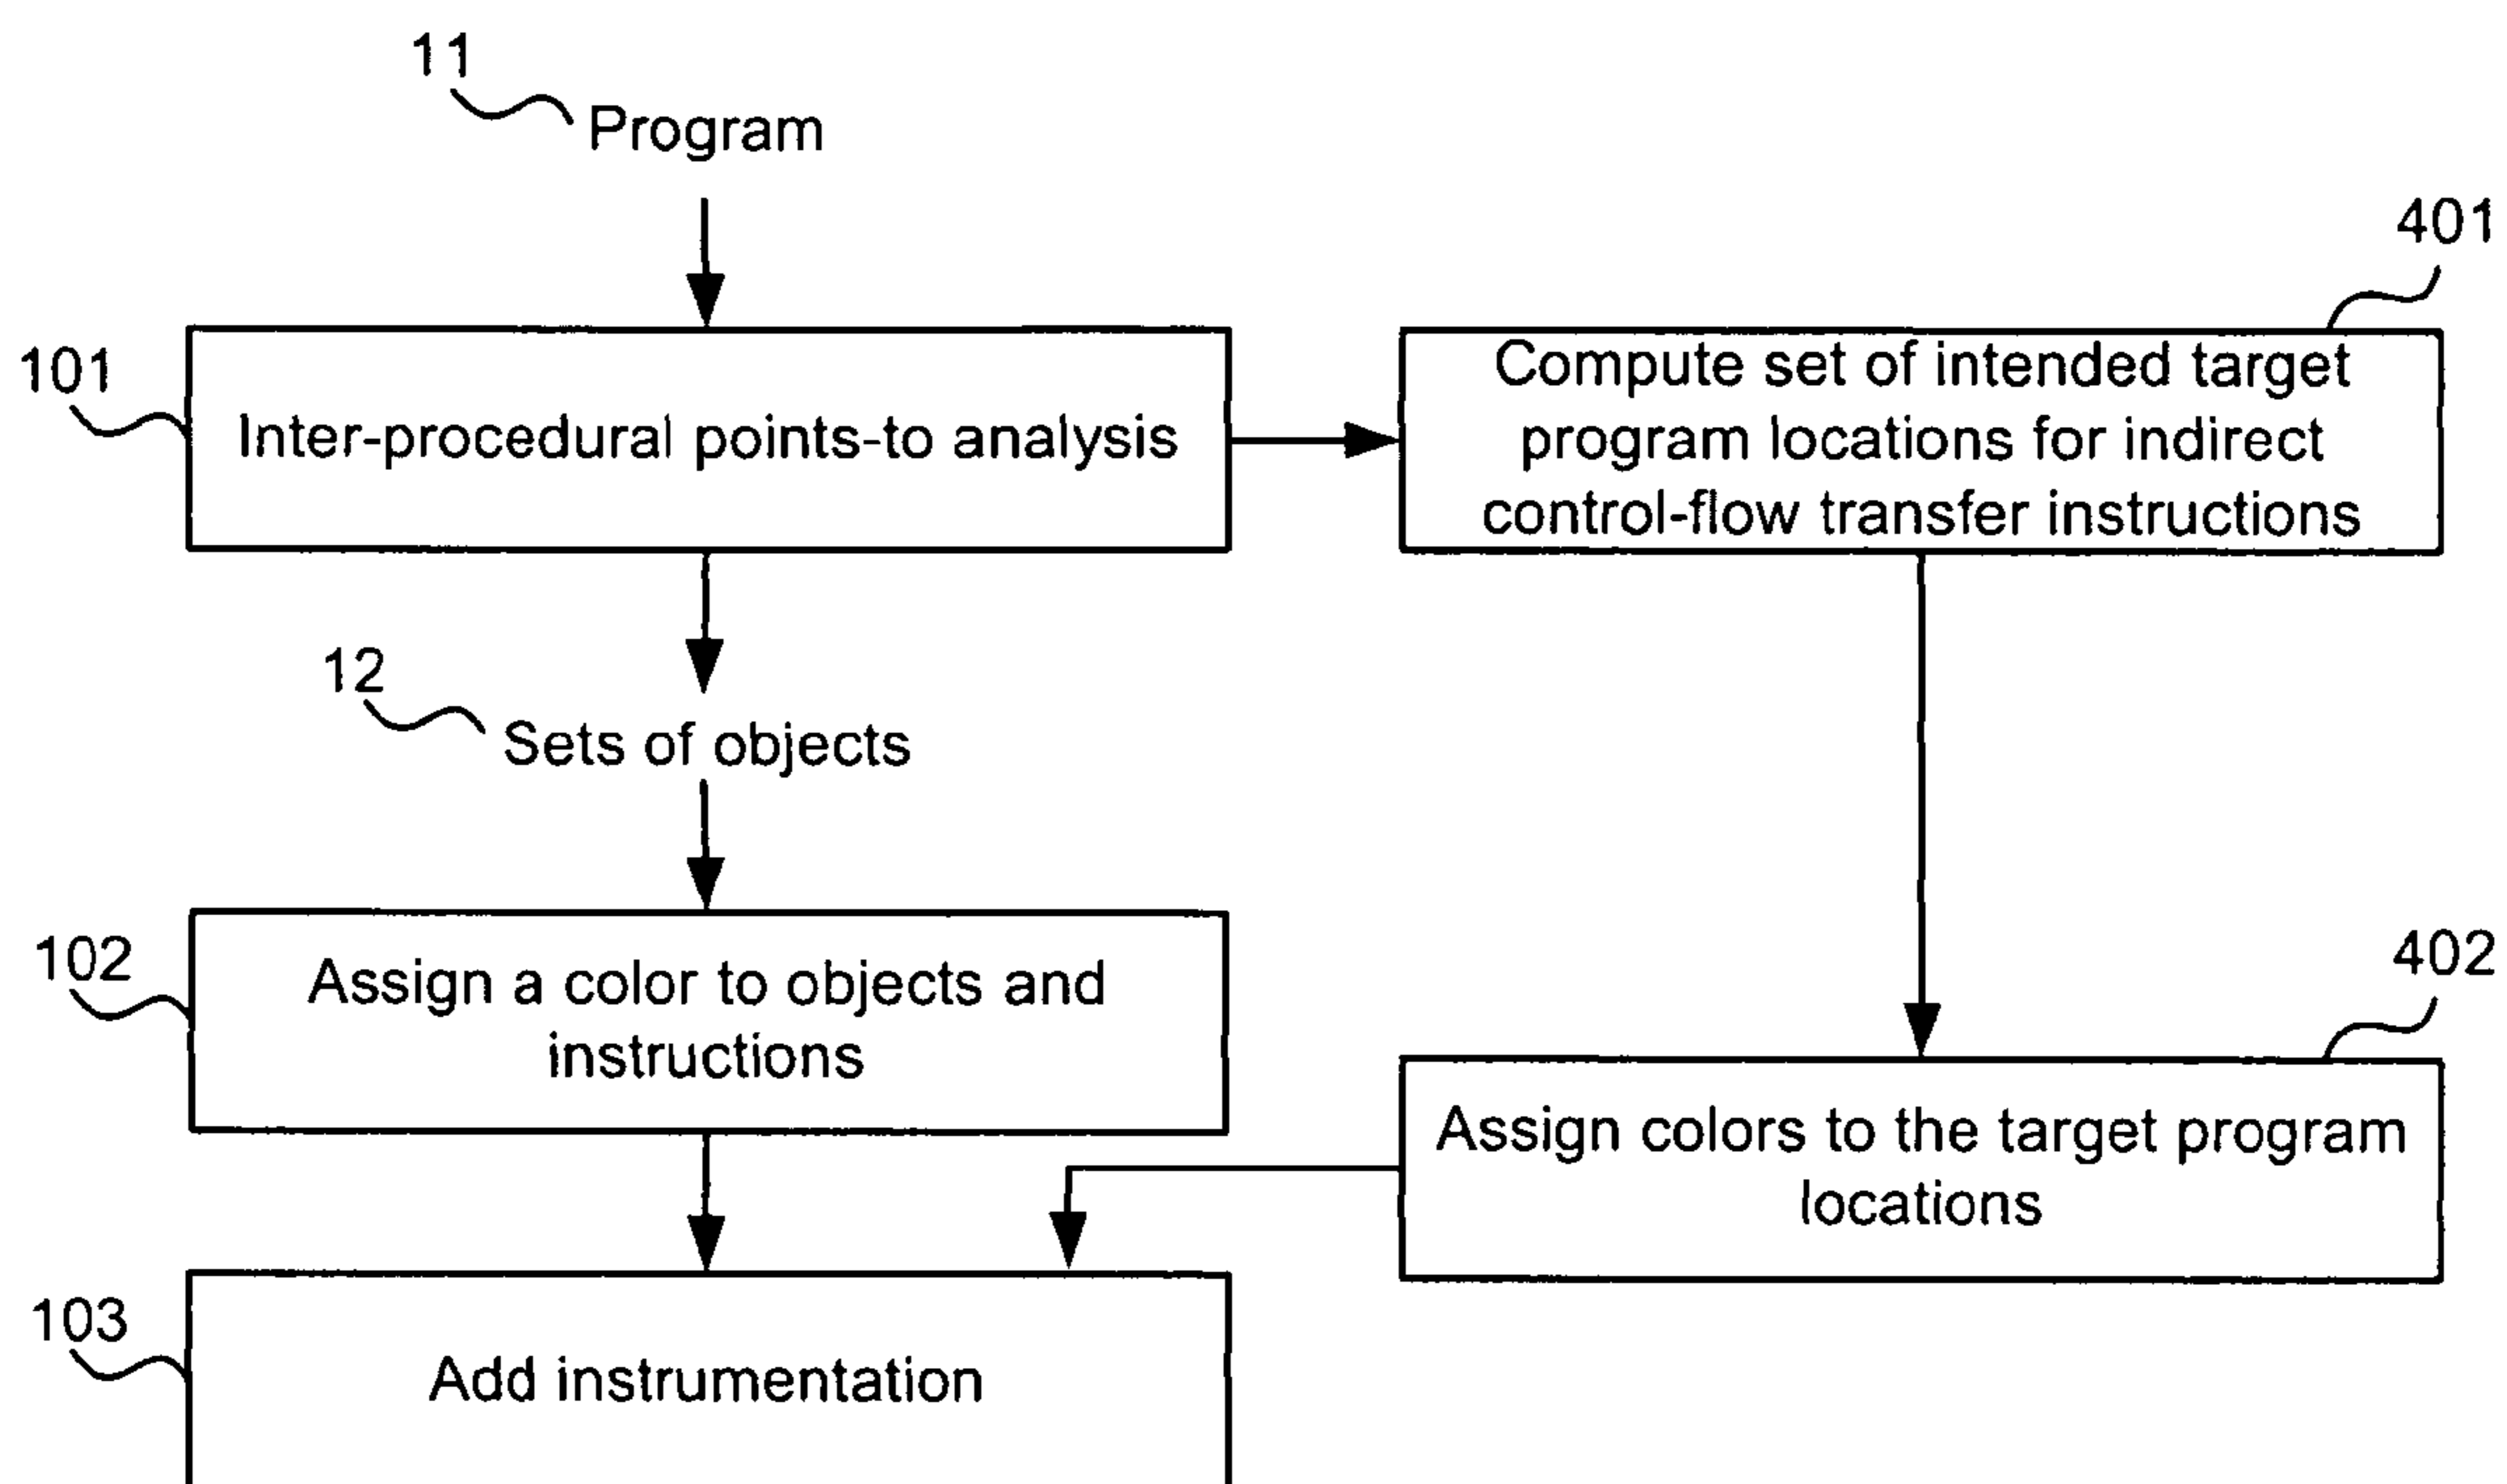 11
Program
401
101
Inter-procedural points-to analysis
Compute set of intended target
program locations for indirect
control-flow transfer instructions
12
Sets of objects
102
Assign a color to objects and
instructions
402
Assign colors to the target program
locations
103
Add instrumentation